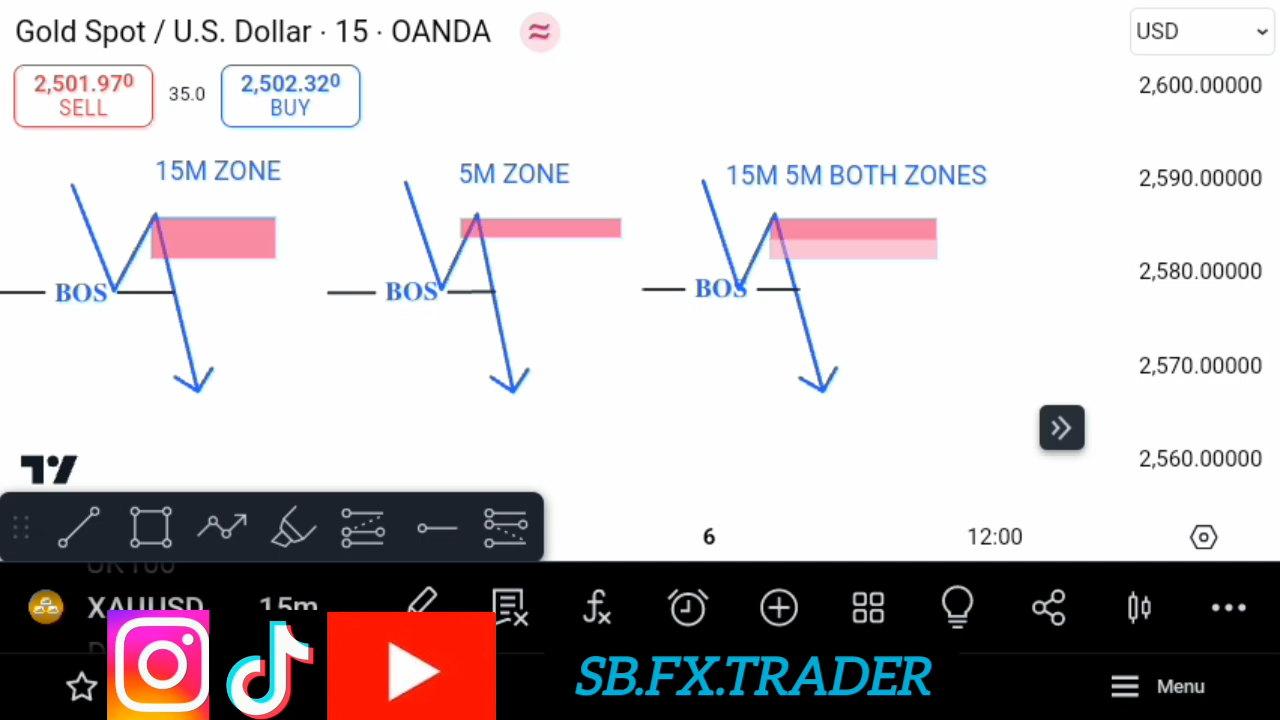 Gold Spot / U.S. Dollar · 15 · OANDA
USD
2,501.970
SELL
35.0
2,502.320
BUY
2,600.00000
2,590.00000
2,580.00000
2,570.00000
2,560.00000
15M ZONE
5M ZONE
15M 5M BOTH ZONES
BOS
BOS
BOS
6
12:00
UK100
XAUUSD
15m
SB.FX.TRADER
Menu